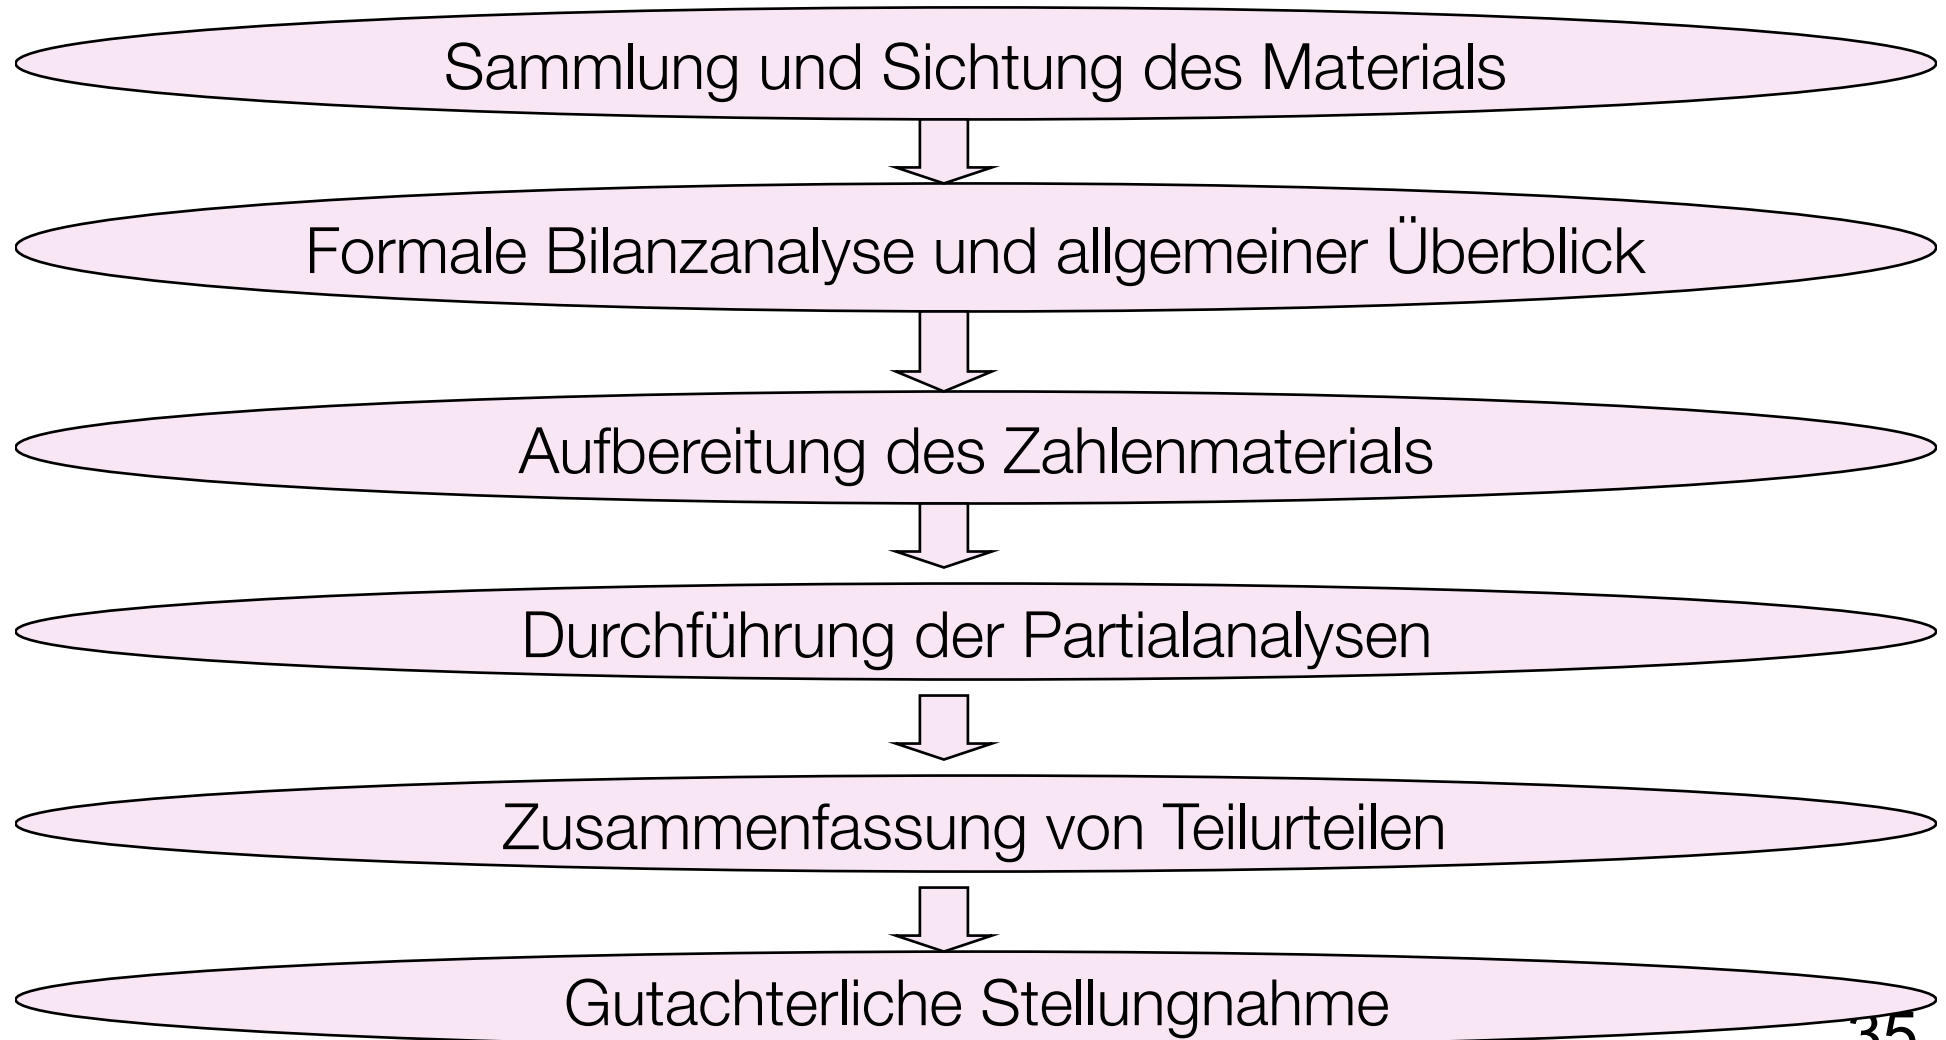 Sammlung und Sichtung des Materials
Formale Bilanzanalyse und allgemeiner Überblick
Aufbereitung des Zahlenmaterials
Durchführung der Partialanalysen
Zusammenfassung von Teilurteilen
Gutachterliche Stellungnahme
35